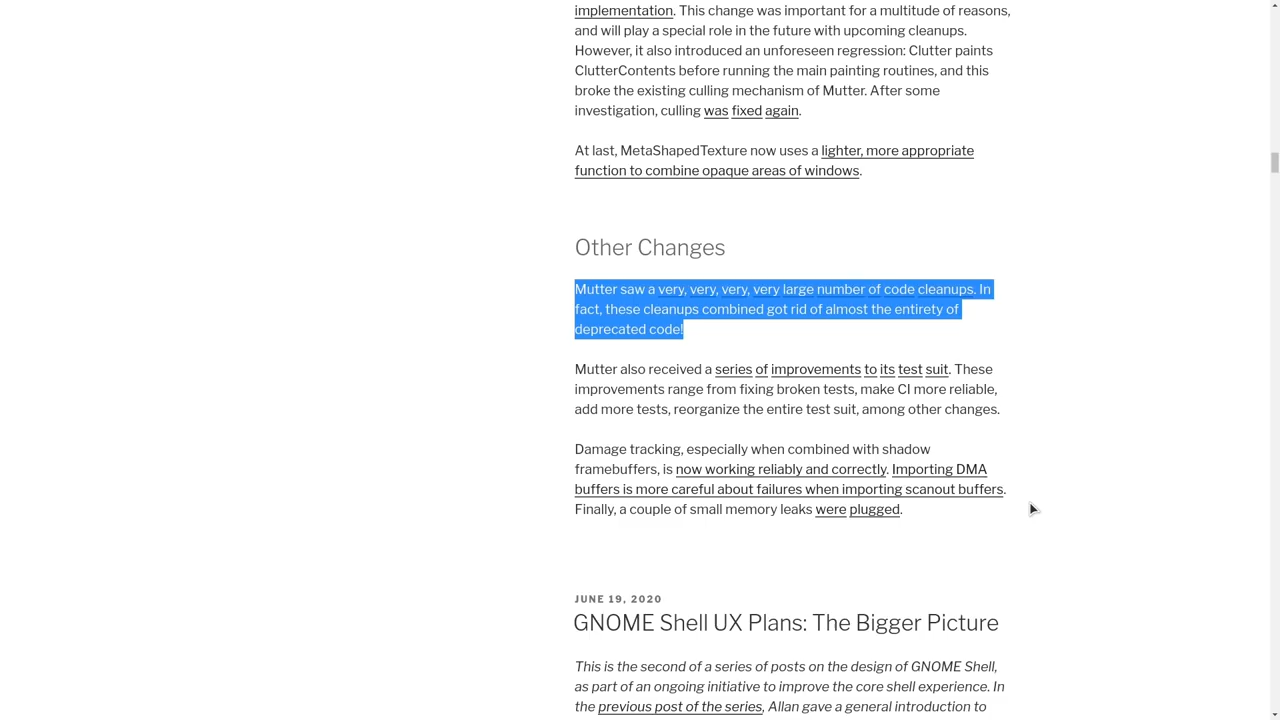 implementation. This change was important for a multitude of reasons,
and will play a special role in the future with upcoming cleanups.
However, it also introduced an unforeseen regression: Clutter paints
ClutterContents before running the main painting routines, and this
broke the existing culling mechanism of Mutter. After some
investigation, culling was fixed again.
At last, MetaShapedTexture now uses a lighter, more appropriate
function to combine opaque areas of windows.
Other Changes
Mutter saw a very, very, very, very large number of code cleanups. In
fact, these cleanups combined got rid of almost the entirety of
deprecated code!
Mutter also received a series of improvements to its test suit. These
improvements range from fixing broken tests, make CI more reliable,
add more tests, reorganize the entire test suit, among other changes.
Damage tracking, especially when combined with shadow
framebuffers, is now working reliably and correctly. Importing DMA
buffers is more careful about failures when importing scanout buffers.
Finally, a couple of small memory leaks were plugged.
JUNE 19, 2020
GNOME Shell UX Plans: The Bigger Picture
This is the second of a series of posts on the design of GNOME Shell,
as part of an ongoing initiative to improve the core shell experience. In
the previous post of the series, Allan gave a general introduction to